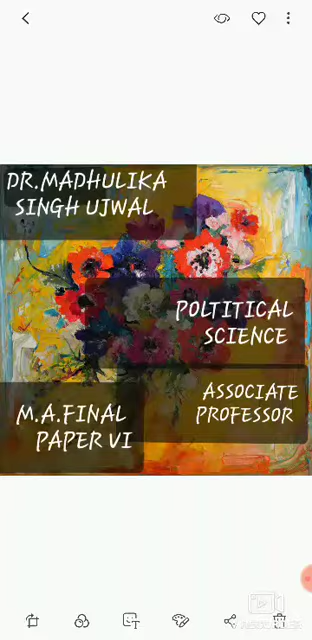 DR.MADHULIKA
SINGH UJWAL
POLTITICAL
SCIENCE
ASSOCIATE
PROFESSOR
M.A.FINAL
PAPER VI